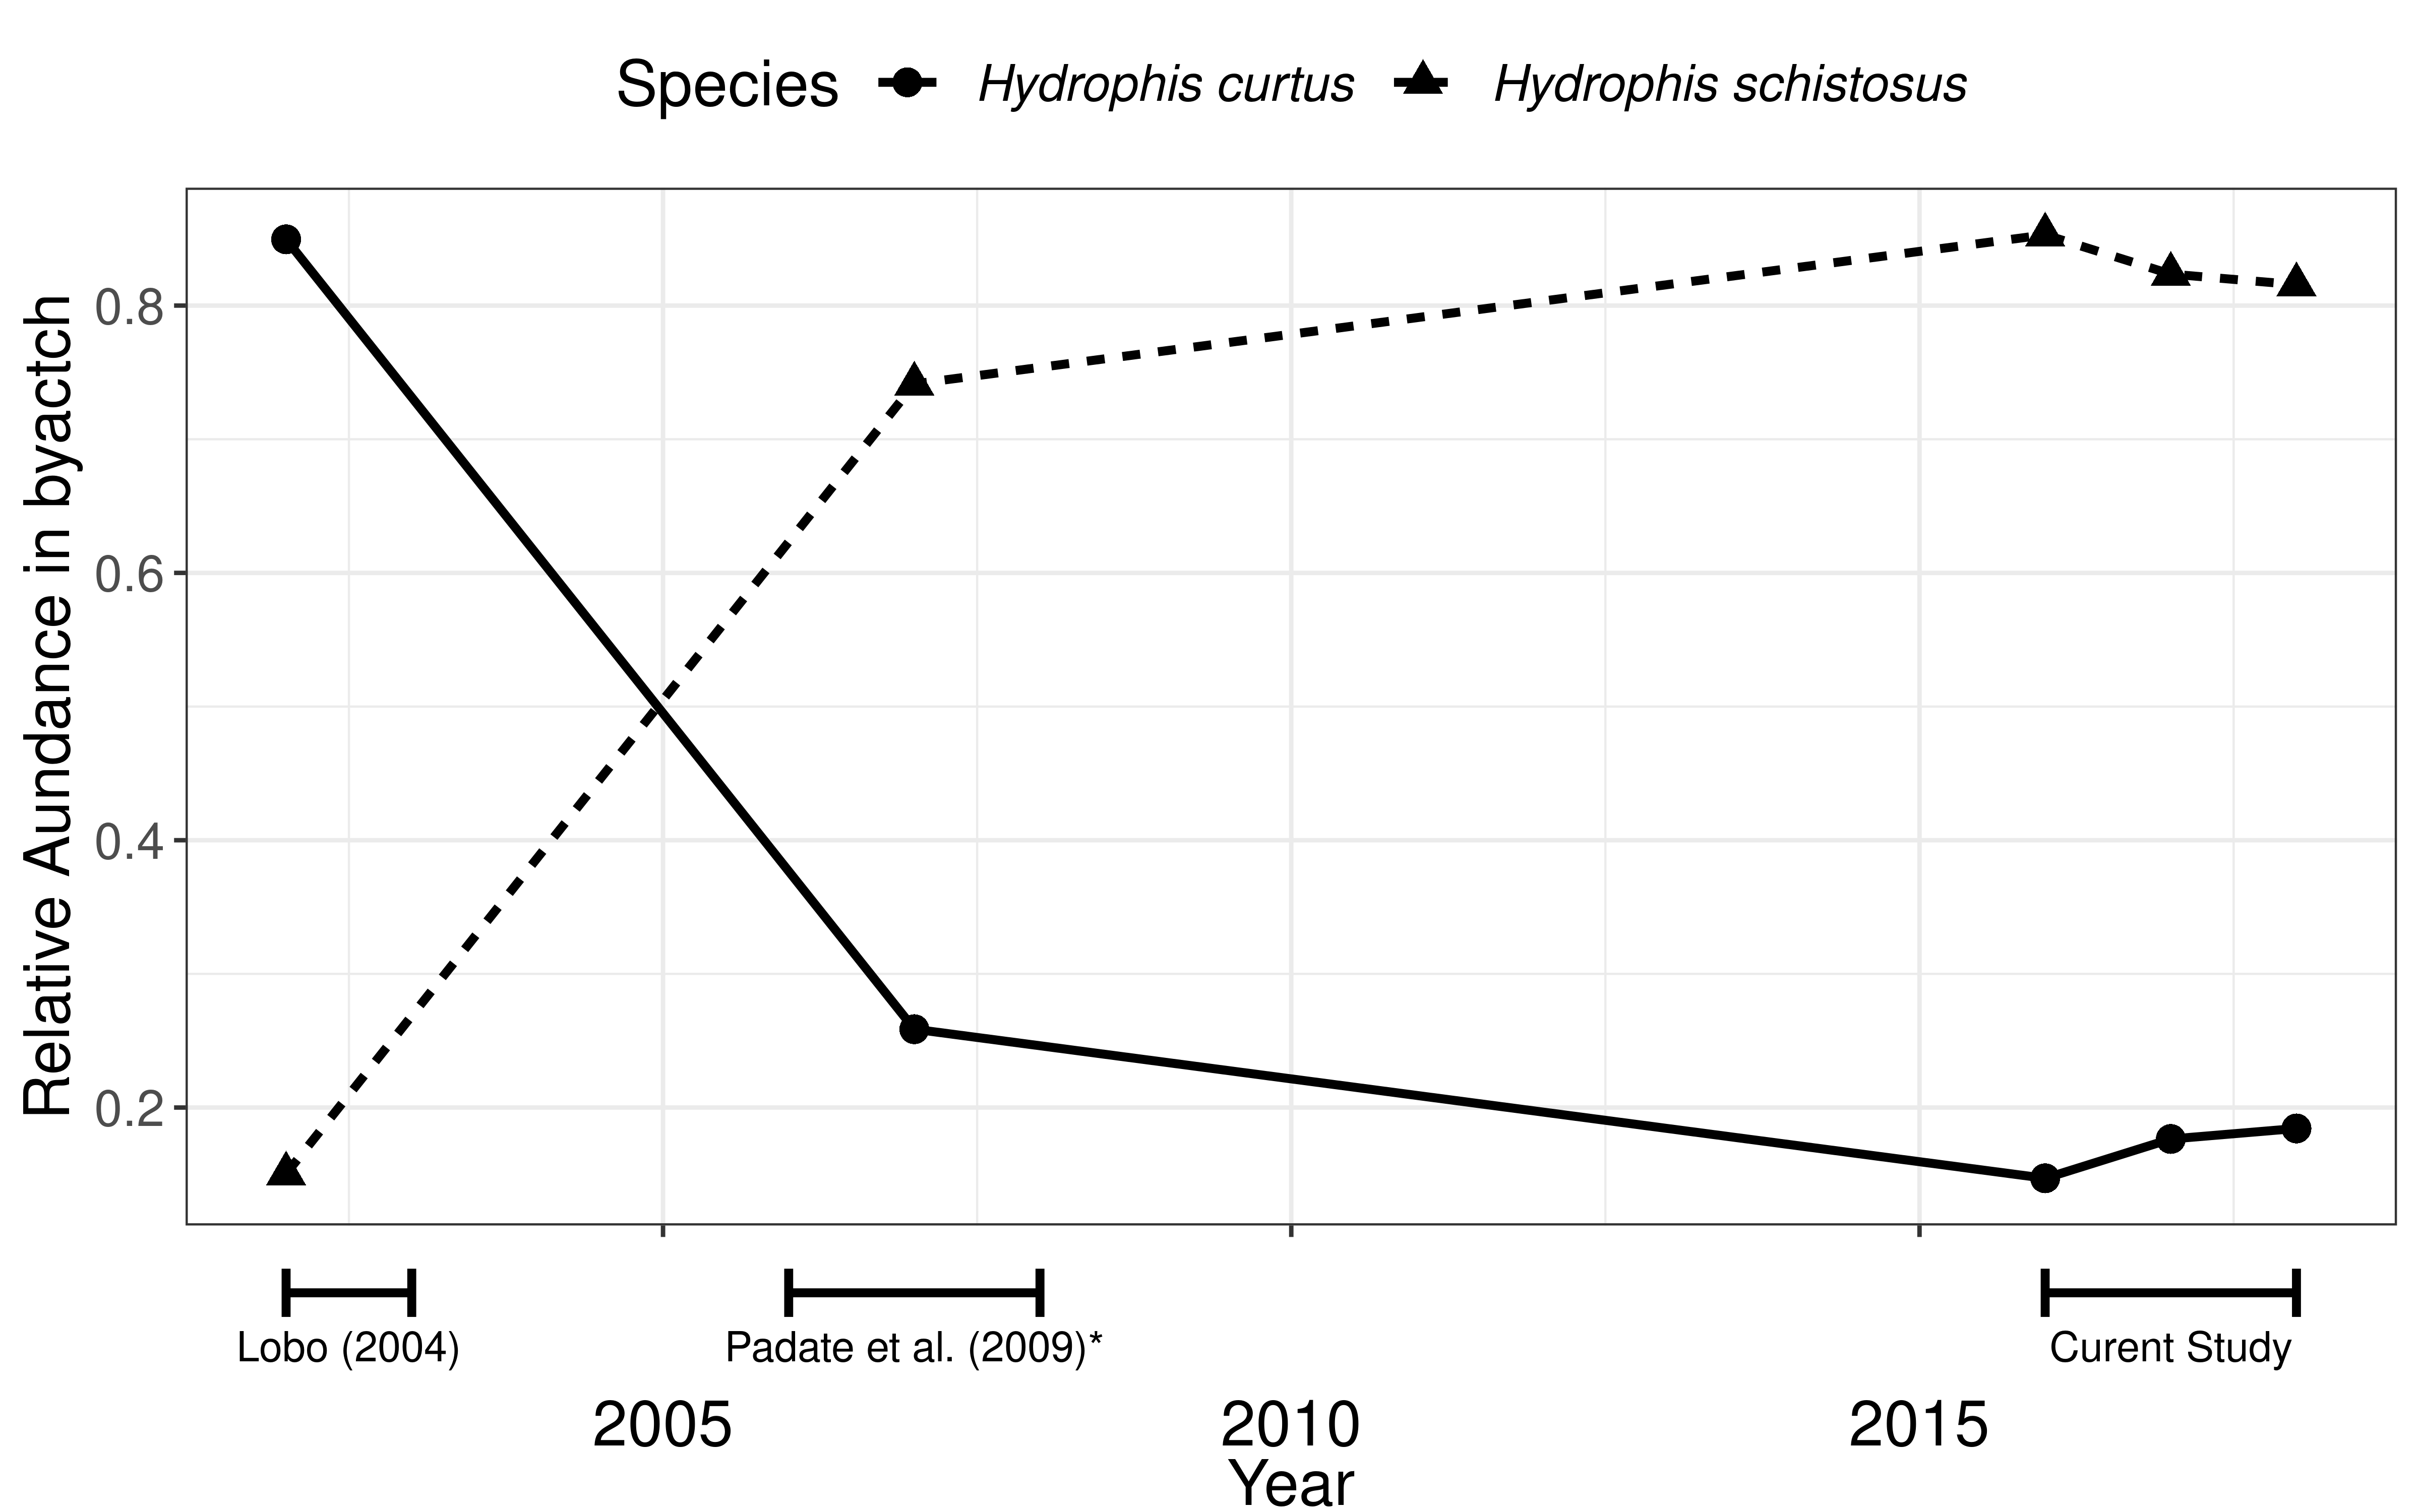 Species Hydrophis curtus Hydrophis schistosus
Relative Aundance in byactch
0.8
0.6
0.4
0.2
Lobo (2004) Padate et al. (2009)* Curent Study
2005 2010 2015
Year